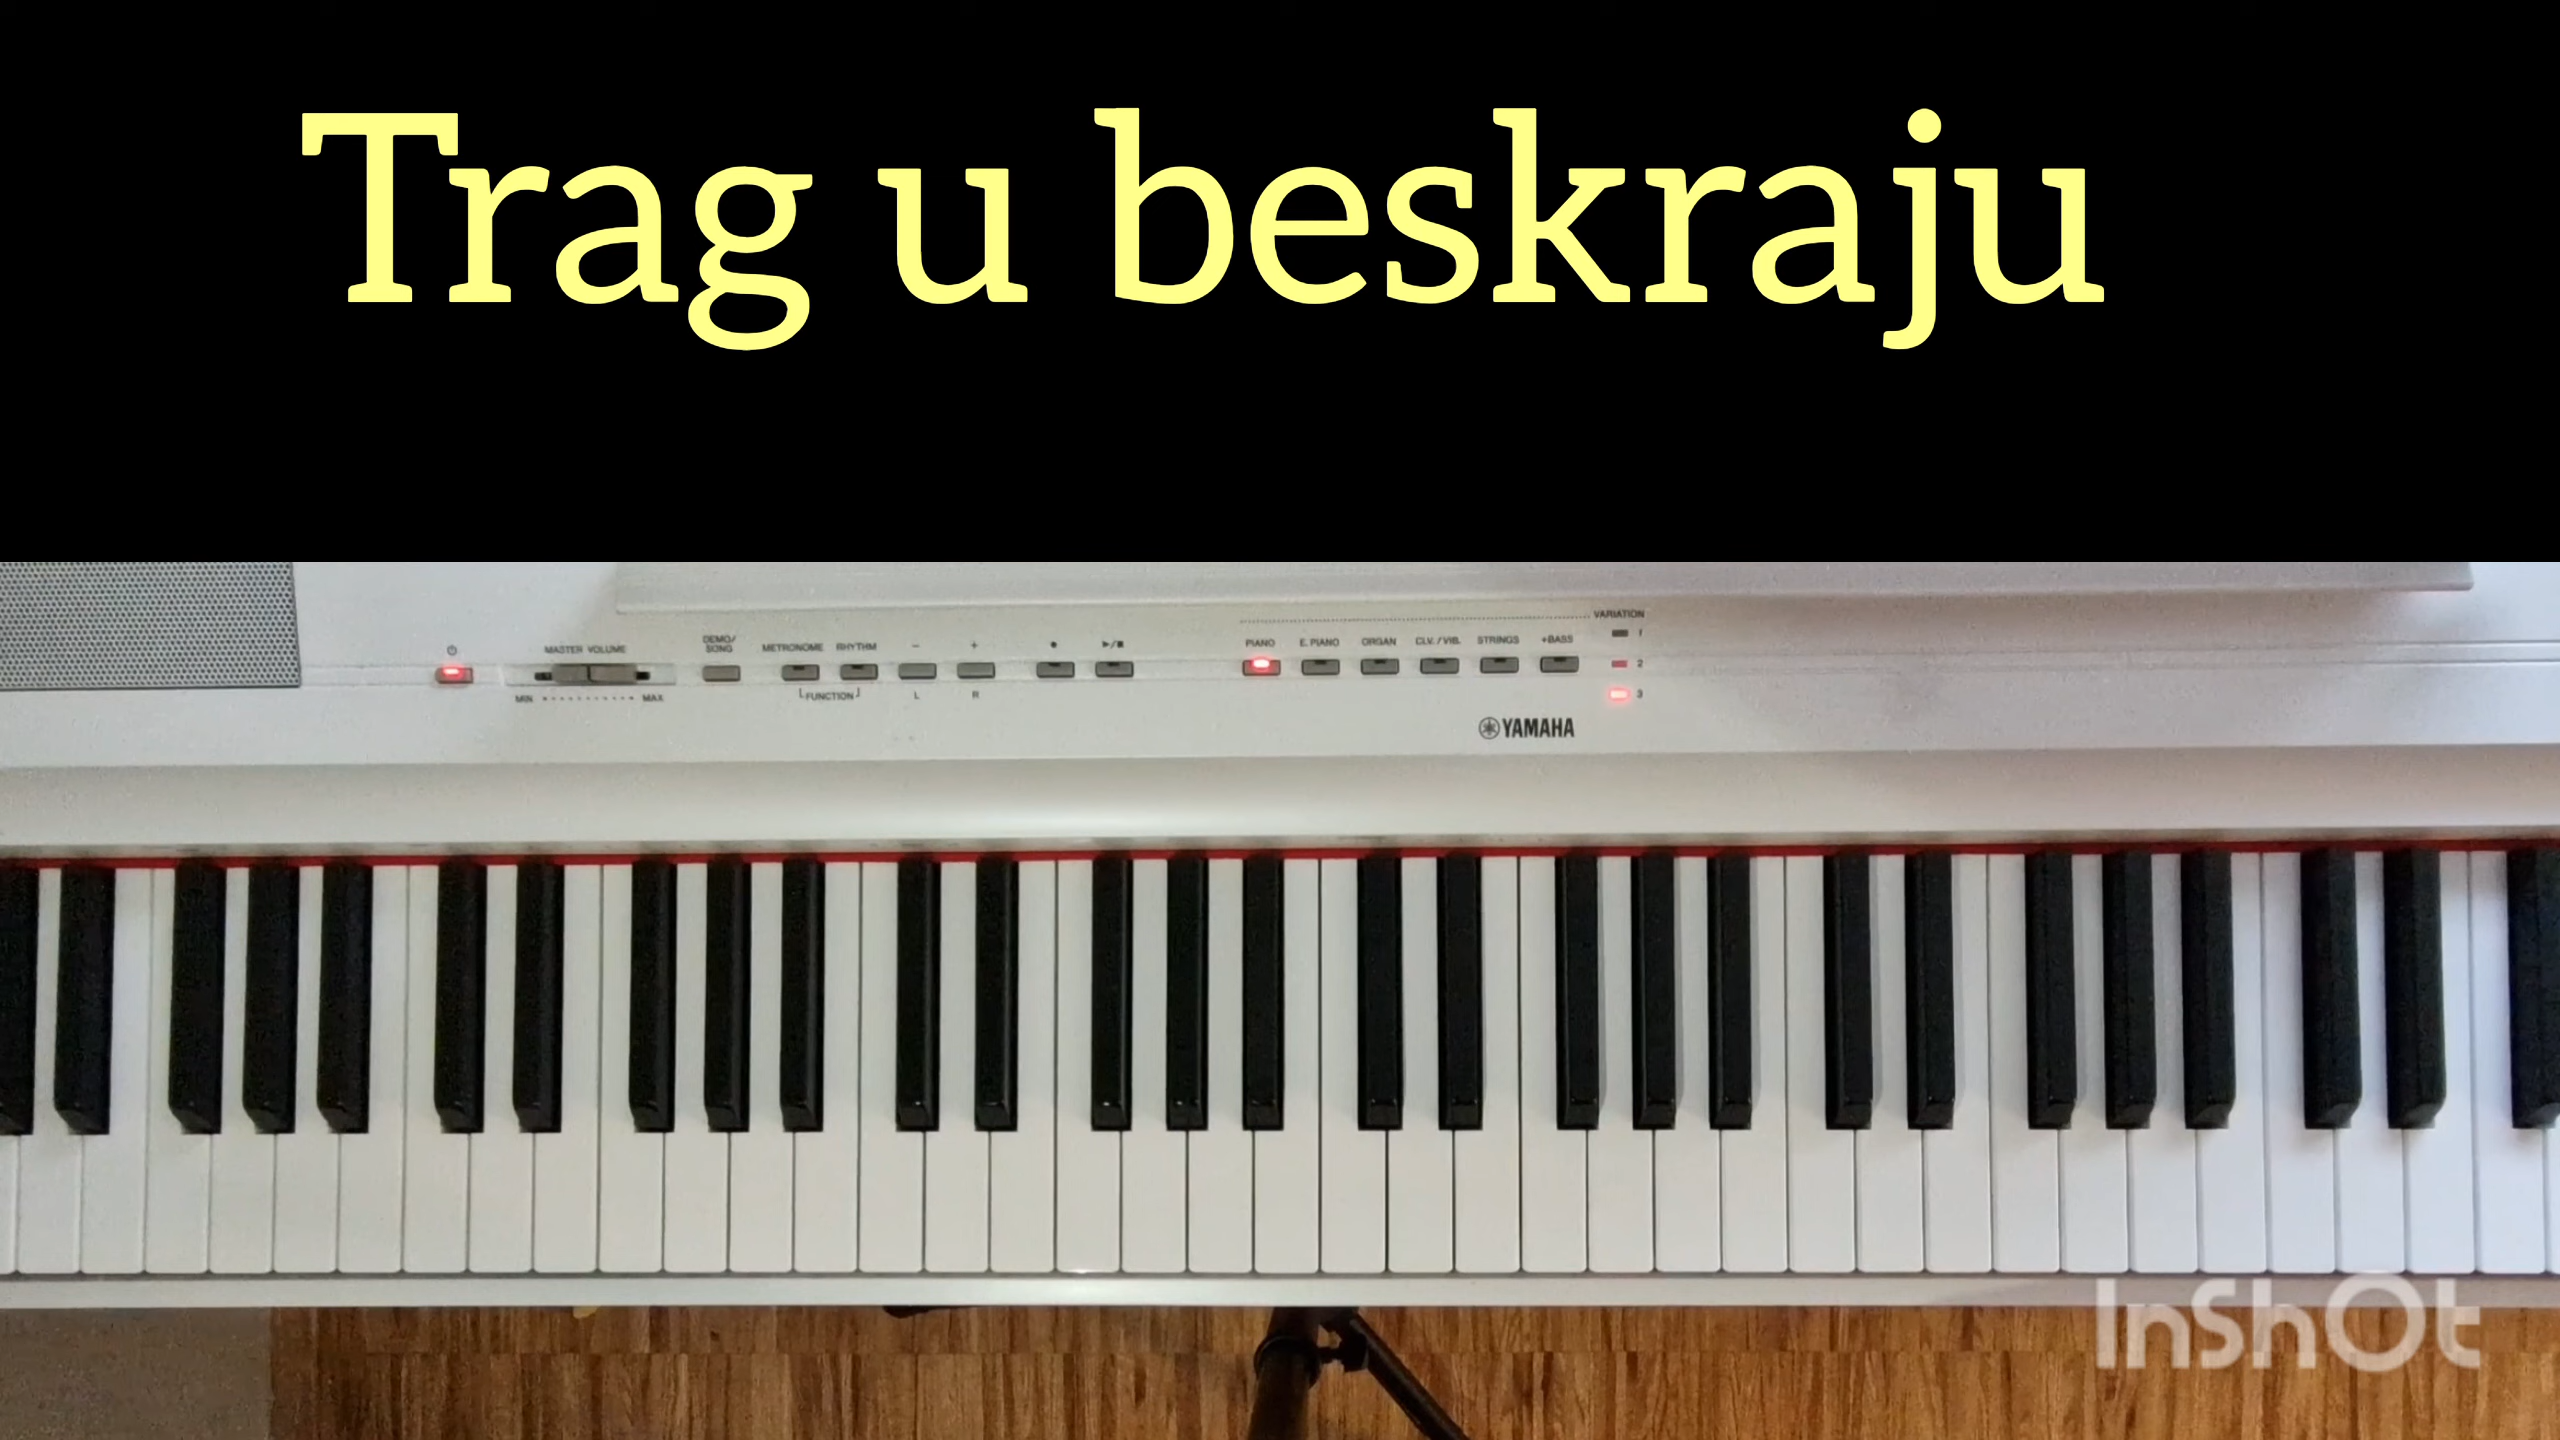 Trag u beskraju
VARIATION
DEMO/
SONG
PIANO E. PIANO ORGAN CLV./VIB. STRINGS +BASS
1
MASTER VOLUME METRONOME RHYTHM − + ● ▶/■
2
MIN MAX └FUNCTION┘ L R
3
YAMAHA
InShOt